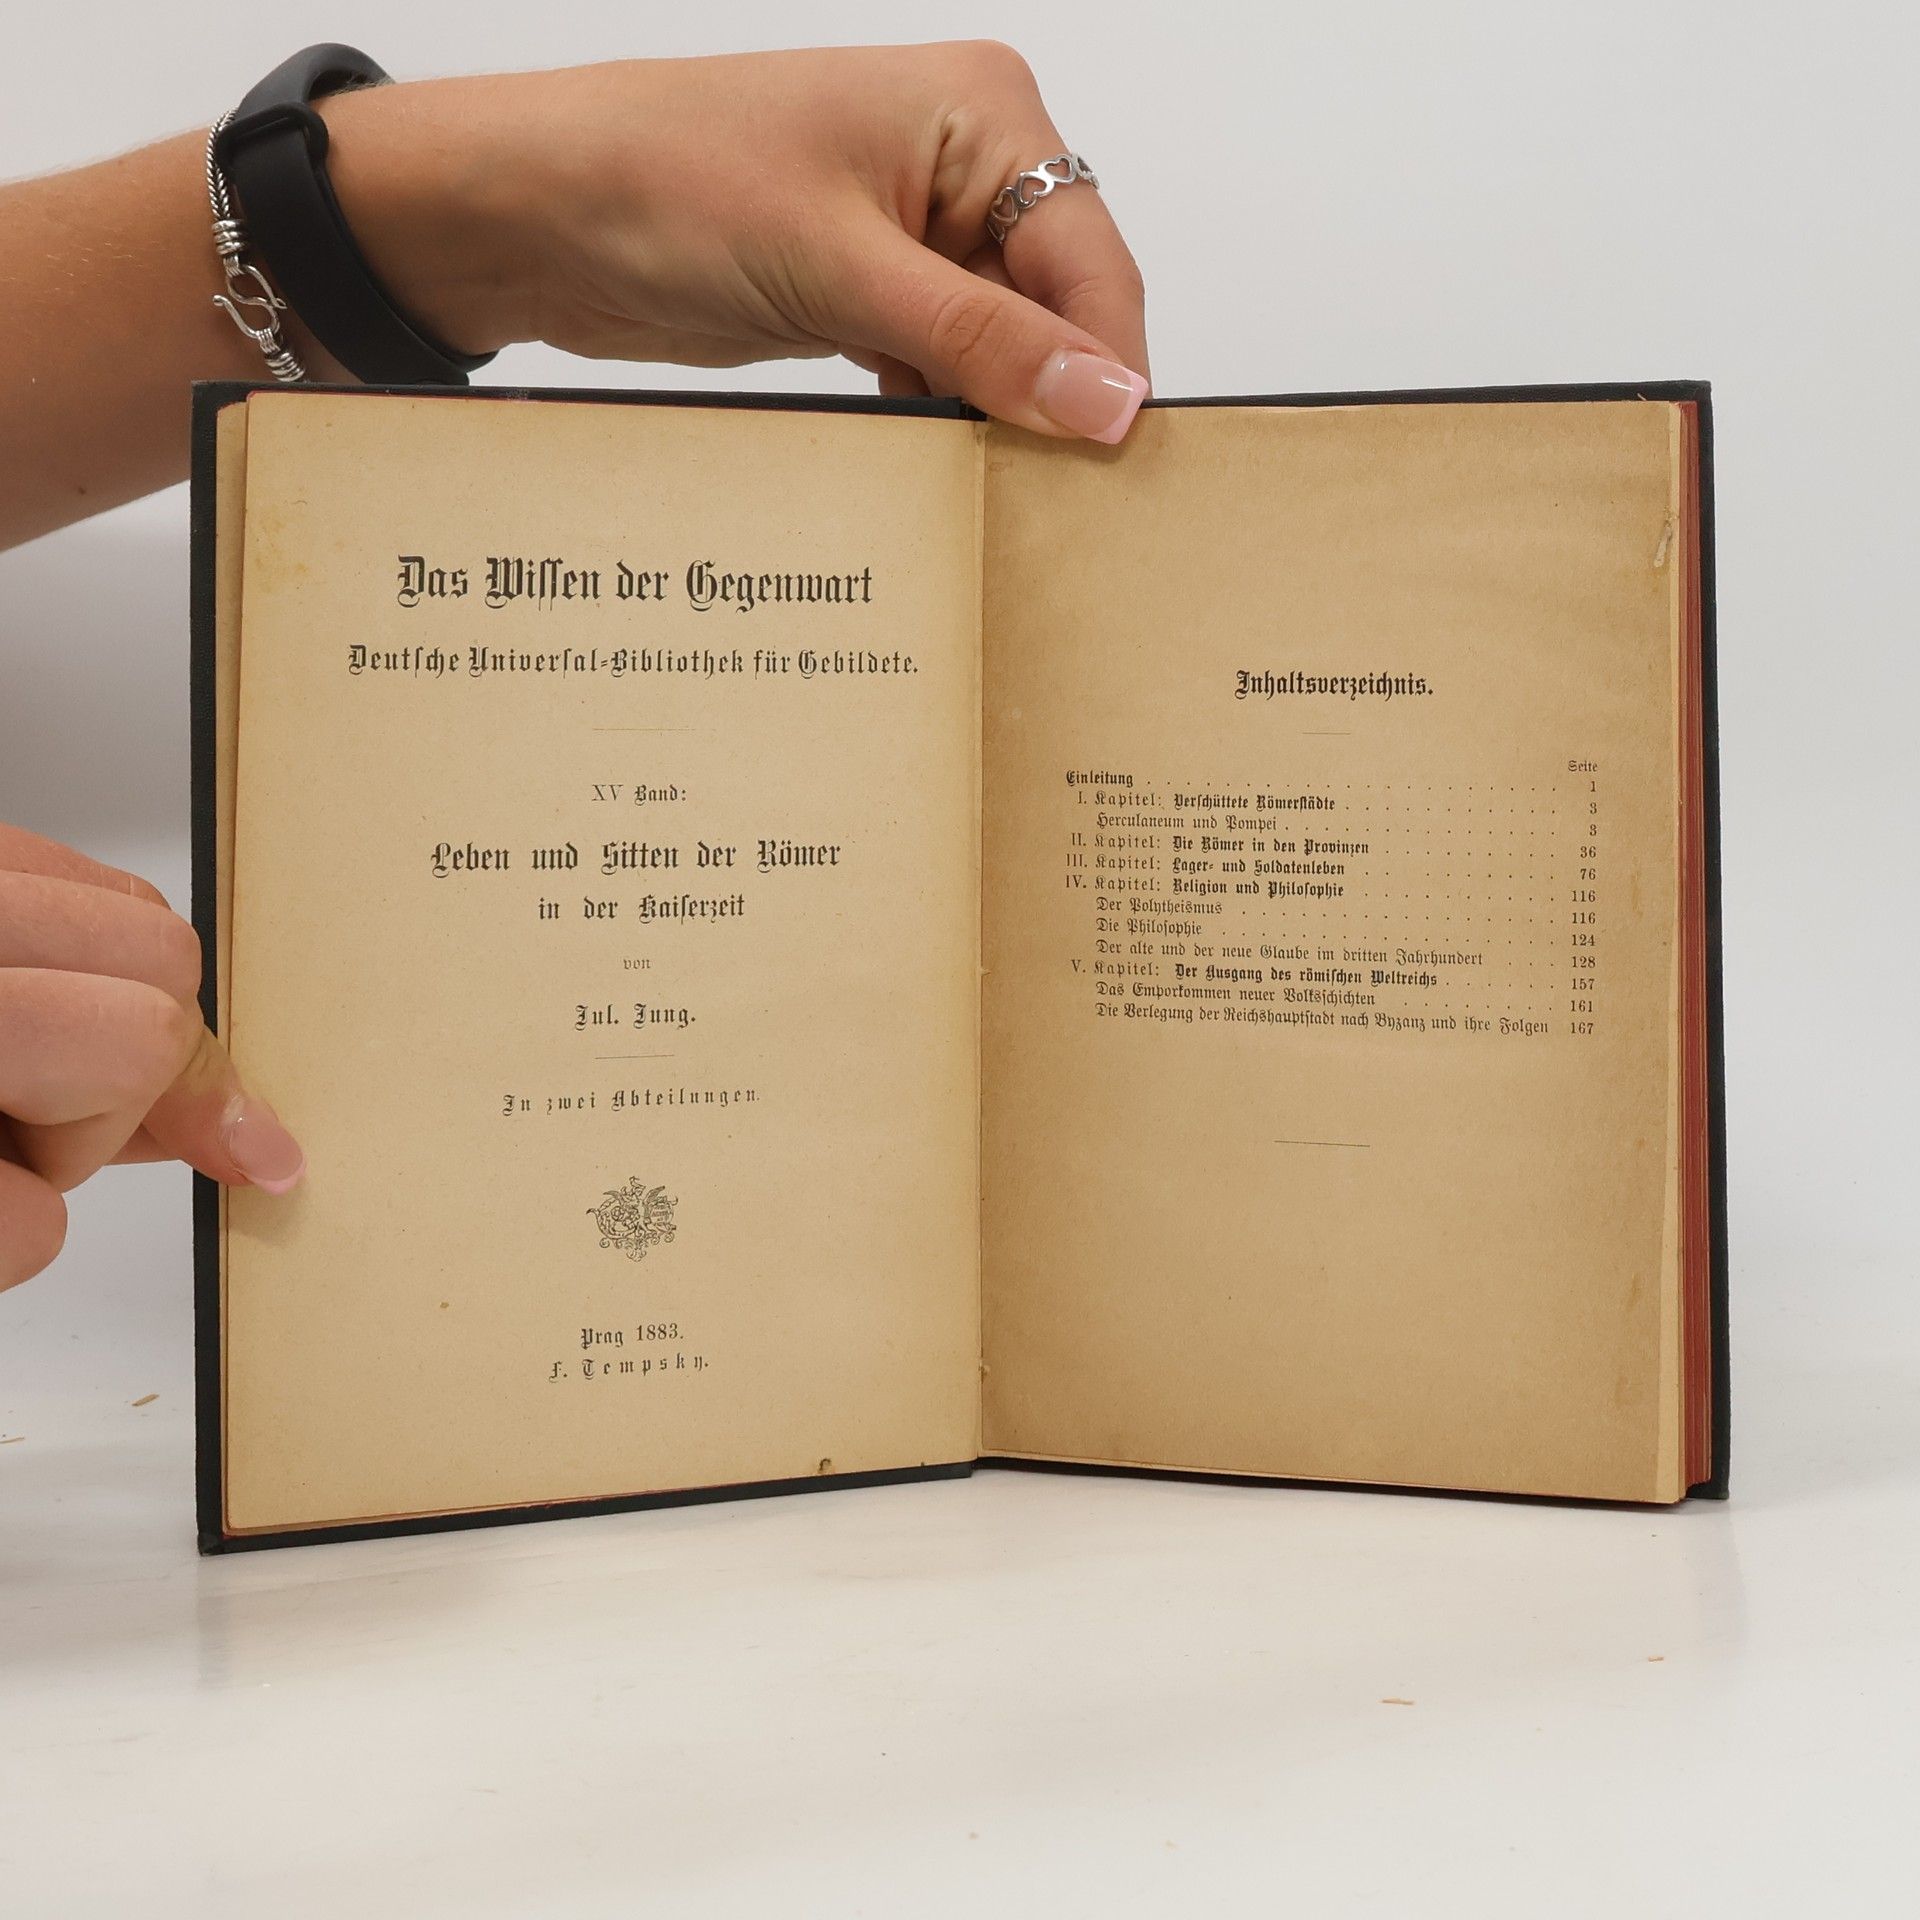 Das Wissen der Gegenwart
Deutsche Universal-Bibliothek für Gebildete.
XV Band:
Leben und Sitten der Römer
in der Kaiserzeit
von
Jul. Jung.
In zwei Abteilungen.
Prag 1883.
F. Tempsky.
Inhaltsverzeichnis.
Seite
Einleitung . . . . . . . . . . . . . . . . . 1
I. Kapitel: Verschüttete Römerstädte . . . . . . . . . . 3
Herculaneum und Pompei . . . . . . . . . . . . . 3
II. Kapitel: Die Römer in den Provinzen . . . . . . . . . 36
III. Kapitel: Lager- und Soldatenleben . . . . . . . . . 76
IV. Kapitel: Religion und Philosophie . . . . . . . . . . 116
Der Polytheismus . . . . . . . . . . . . . . . 116
Die Philosophie . . . . . . . . . . . . . . . 124
Der alte und der neue Glaube im dritten Jahrhundert . . . 128
V. Kapitel: Der Ausgang des römischen Weltreichs . . . . . . 157
Das Emporkommen neuer Volksschichten . . . . . . . . 161
Die Verlegung der Reichshauptstadt nach Byzanz und ihre Folgen 167